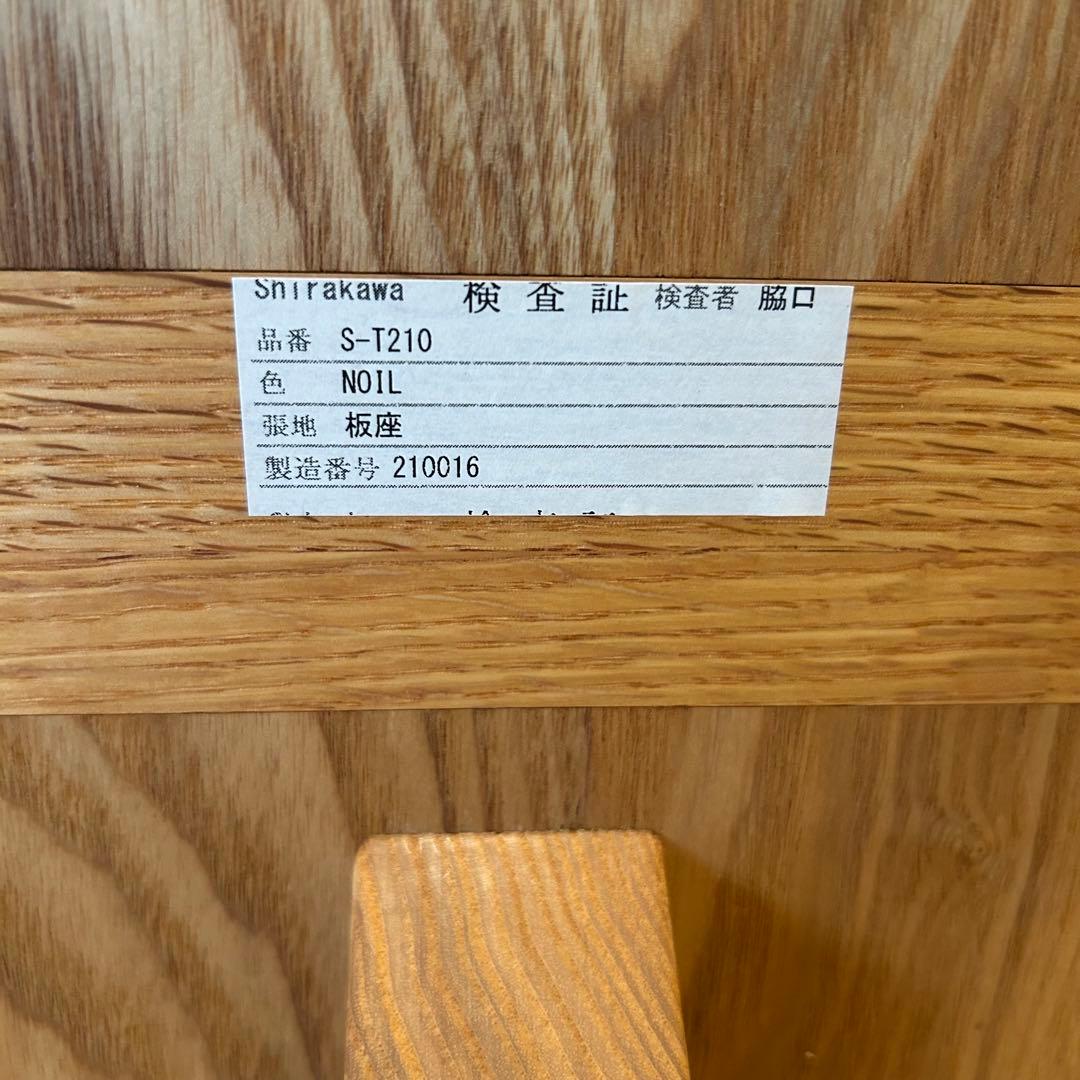 Shirakawa 検査証 検査者 脇口
品番 S-T210
色 NOIL
張地 板座
製造番号 210016